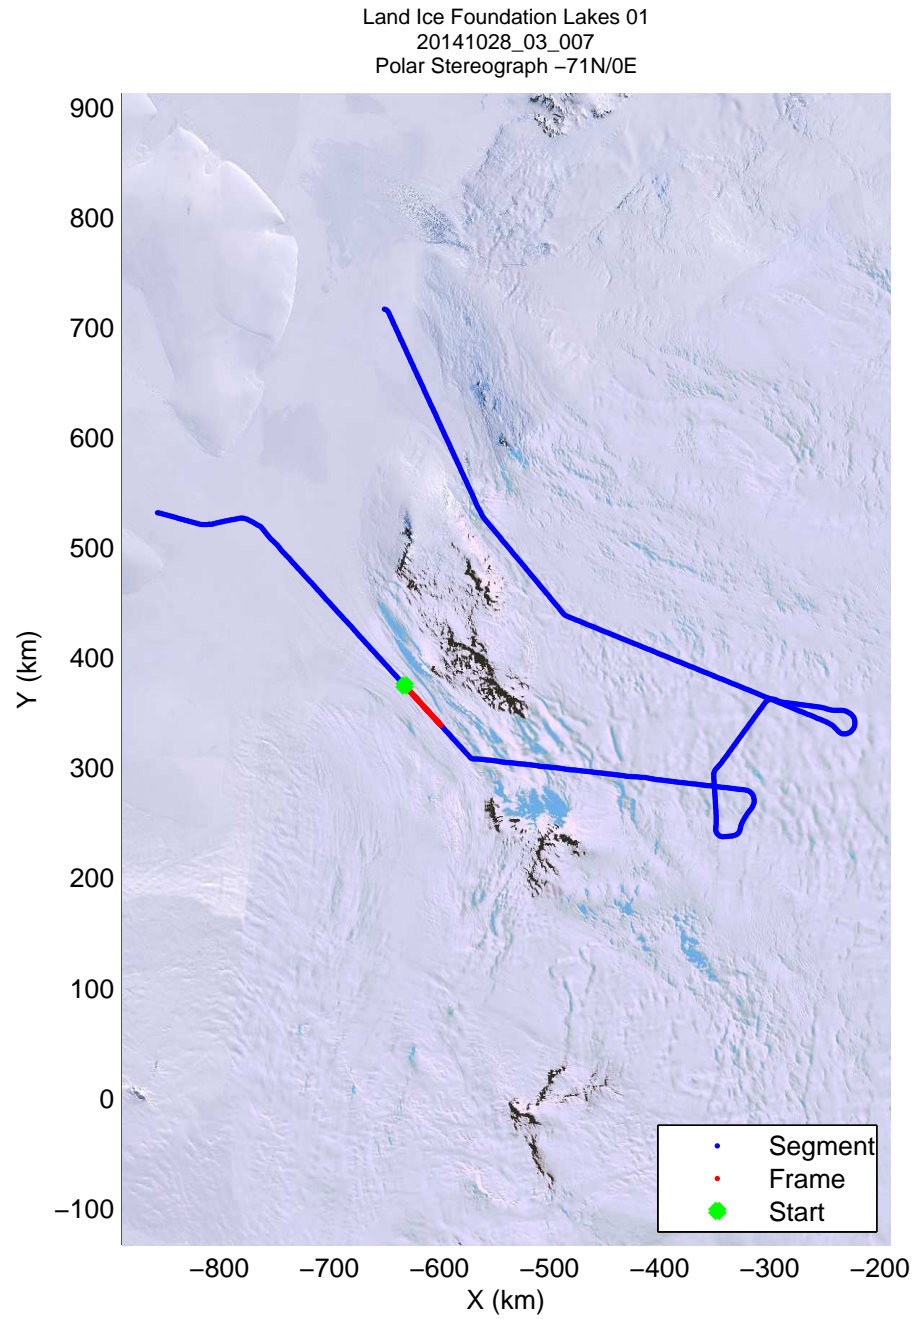 Land Ice Foundation Lakes 01
20141028_03_007
Polar Stereograph −71N/0E
900
800
700
600
500
400
300
200
100
0
−100
Y (km)
−800 −700 −600 −500 −400 −300 −200
X (km)
Segment
Frame
Start